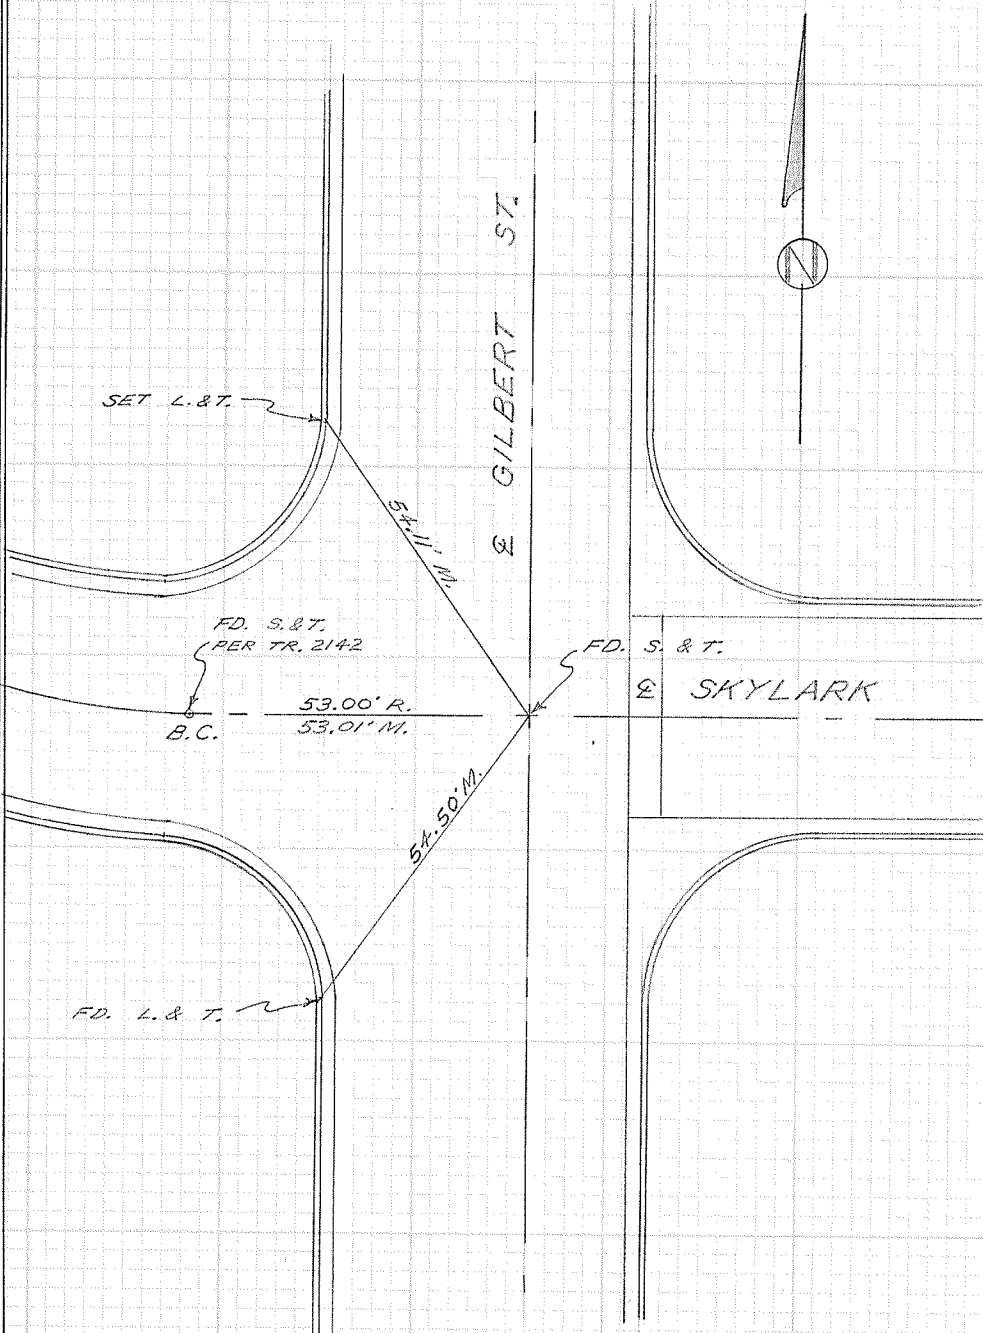 N
℄ GILBERT ST.
SET L. & T.
54.11' M.
FD. S. & T.
PER TR. 2142
FD. S. & T.
℄ SKYLARK
53.00' R.
53.01' M.
B.C.
54.50' M.
FD. L. & T.